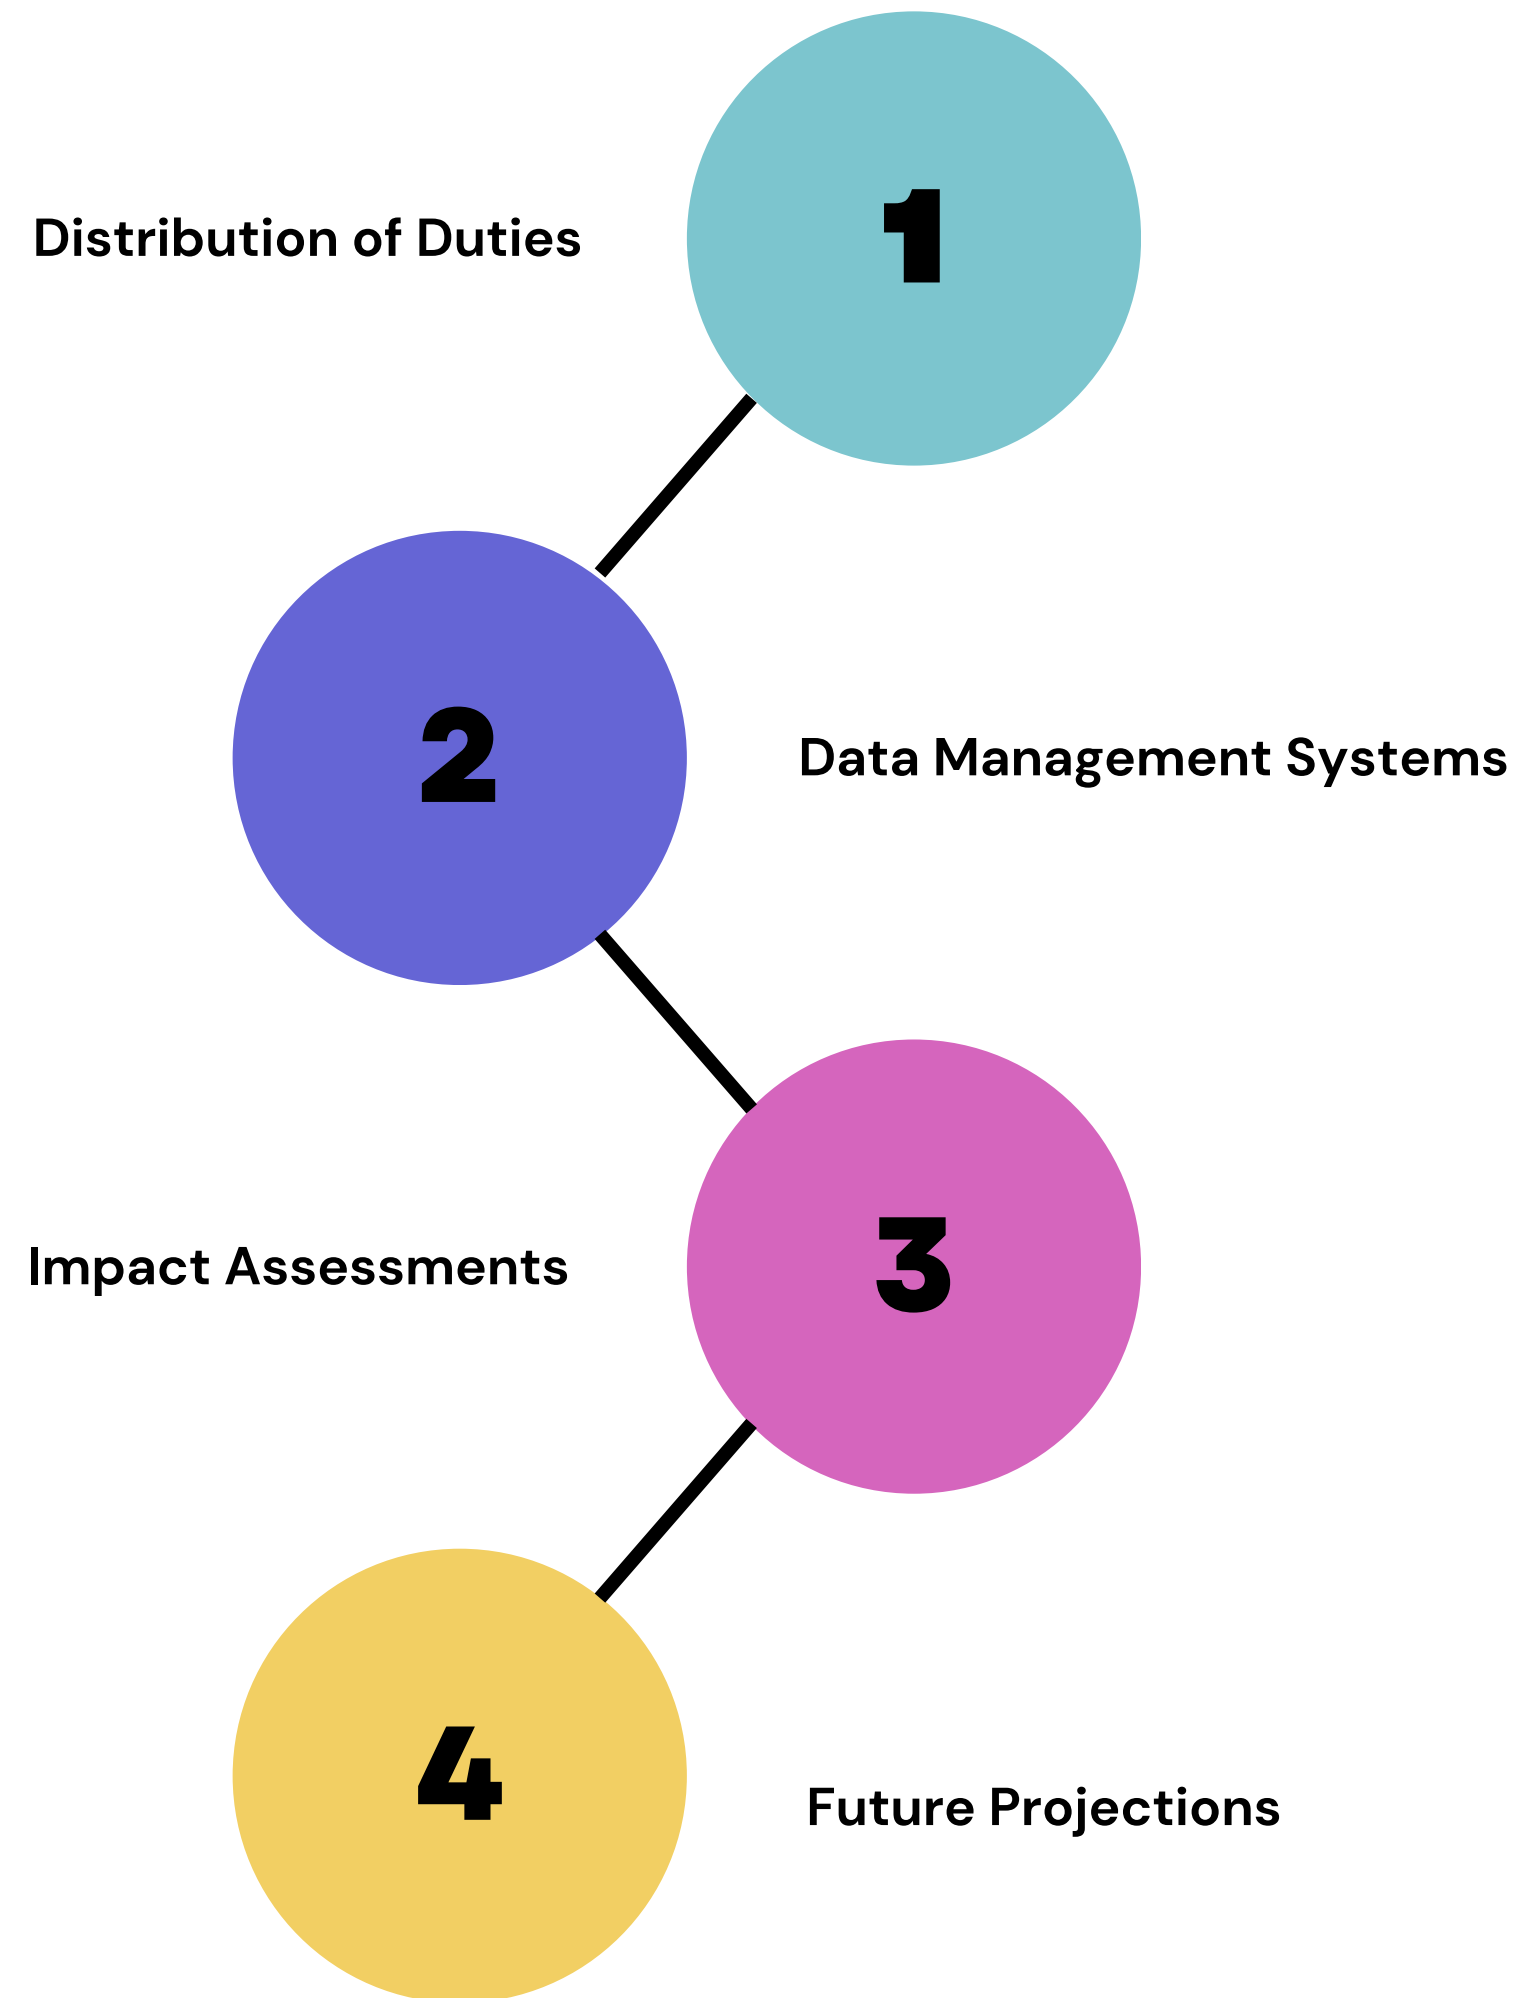 1
Distribution of Duties
2
Data Management Systems
Impact Assessments
3
4
Future Projections